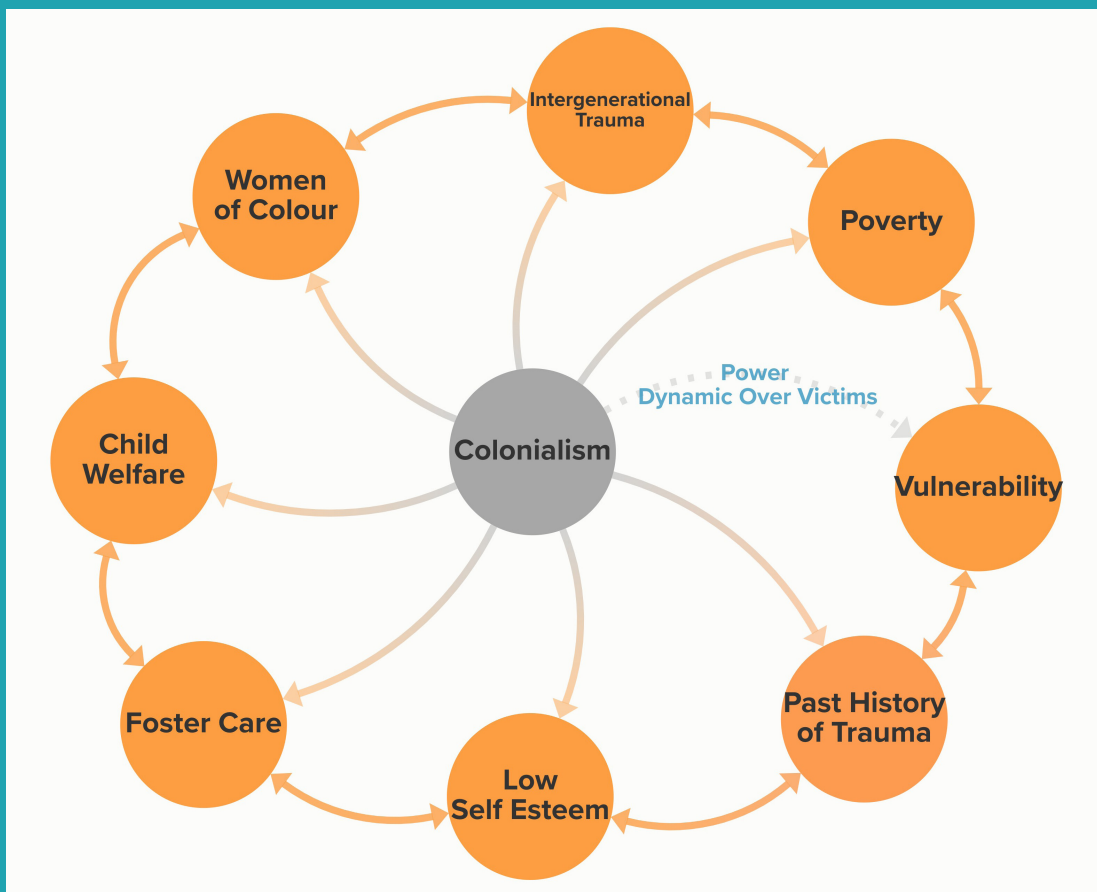 Intergenerational
Trauma
Women
of Colour
Poverty
Power
Dynamic Over Victims
Child
Welfare
Colonialism
Vulnerability
Foster Care
Past History
of Trauma
Low
Self Esteem